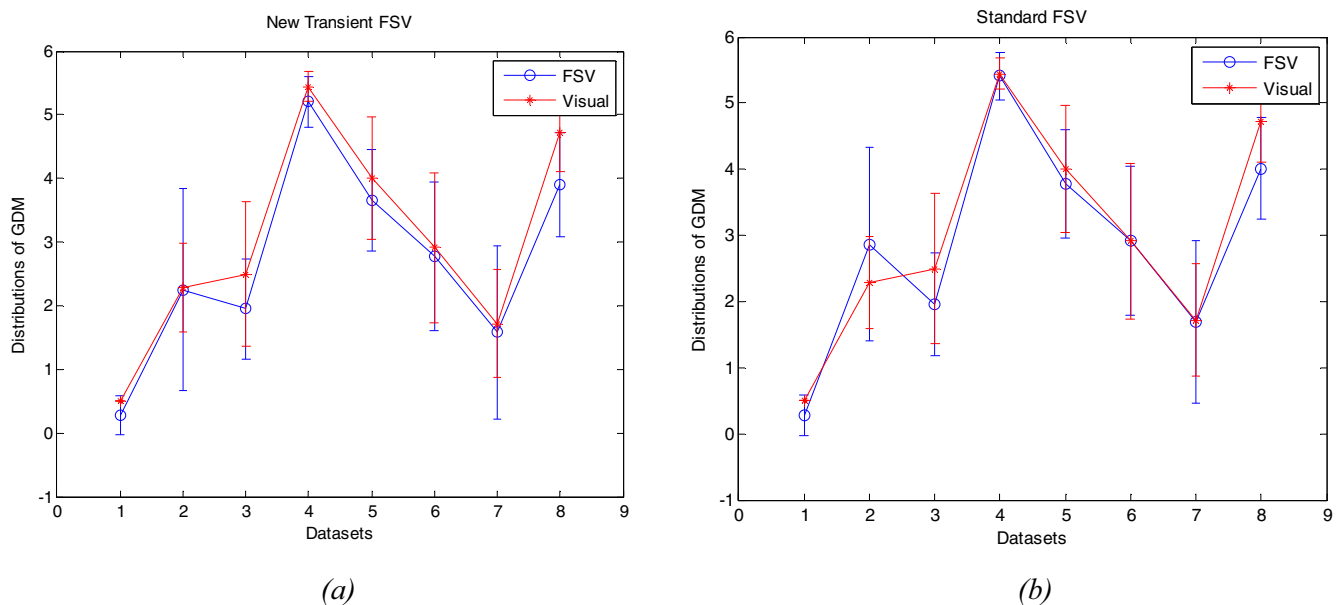 New Transient FSV
6
5
4
3
2
1
0
-1
Distributions of GDM
FSV
Visual
0 1 2 3 4 5 6 7 8 9
Datasets
(a)
Standard FSV
6
5
4
3
2
1
0
-1
Distributions of GDM
FSV
Visual
0 1 2 3 4 5 6 7 8 9
Datasets
(b)